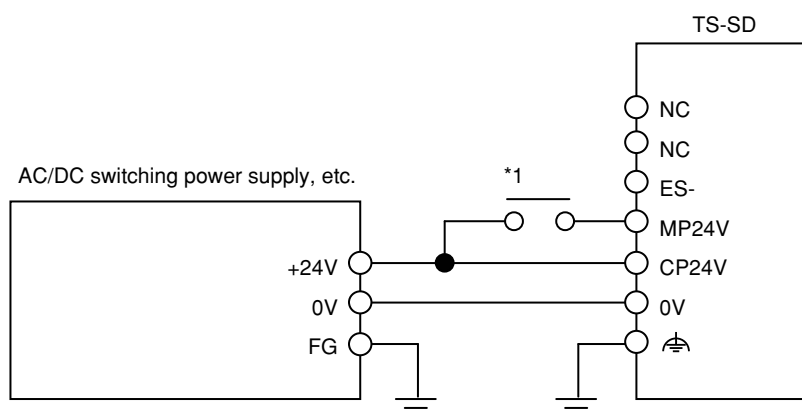 TS-SD
NC
NC
AC/DC switching power supply, etc.
*1
ES-
MP24V
+24V
CP24V
0V
0V
FG